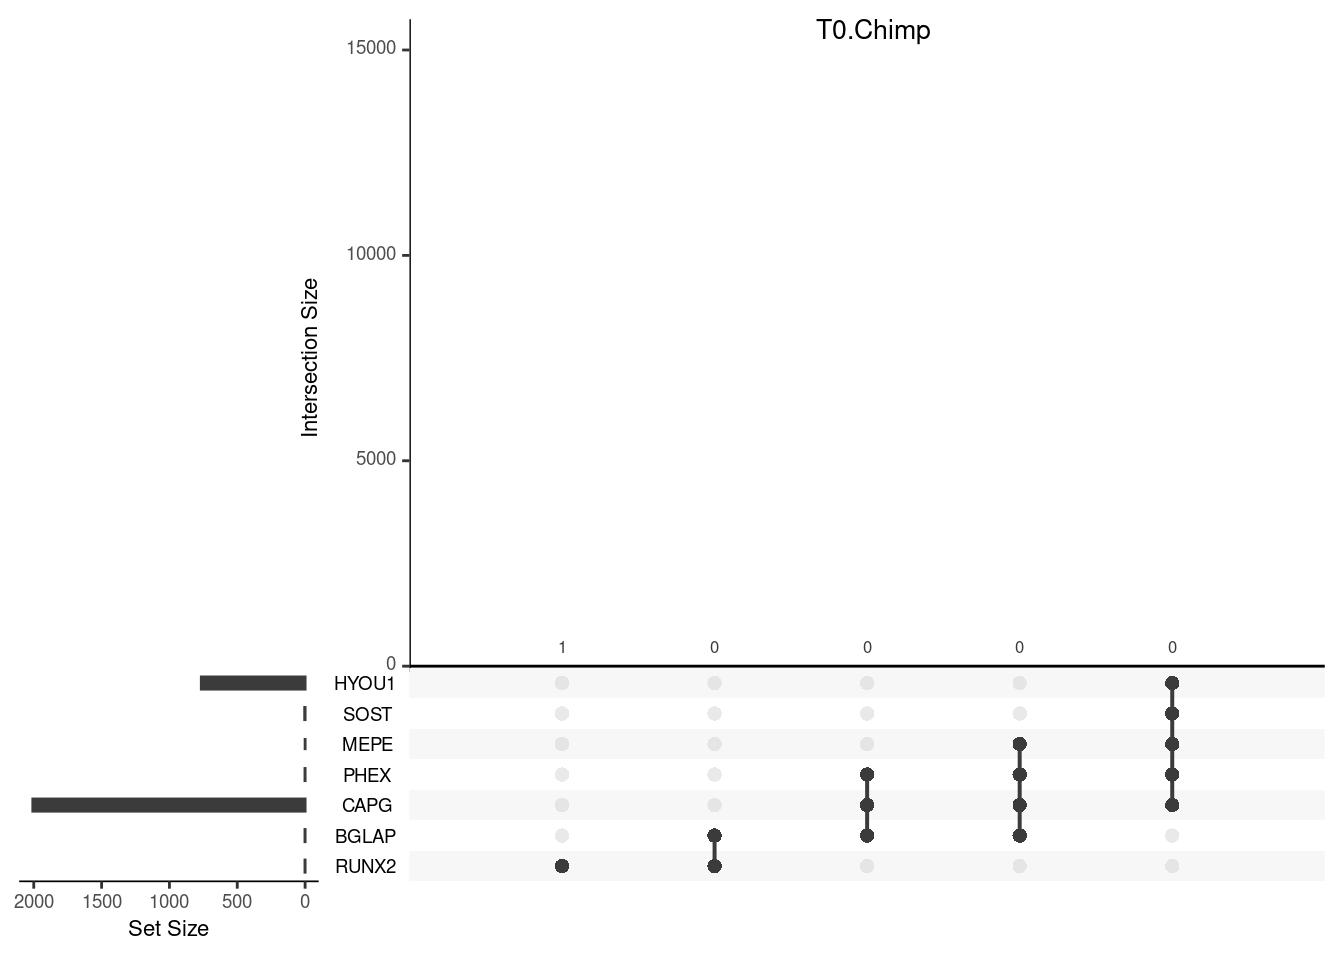 T0.Chimp
15000
10000
5000
0
Intersection Size
1 0 0 0 0
HYOU1
SOST
MEPE
PHEX
CAPG
BGLAP
RUNX2
2000 1500 1000 500 0
Set Size